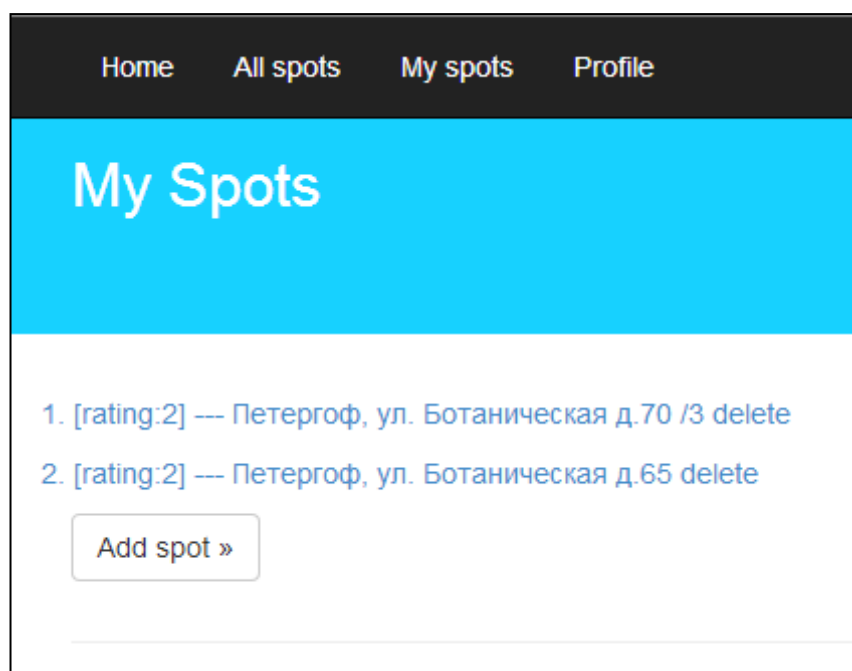 Home All spots My spots Profile
My Spots
1. [rating:2] --- Петергоф, ул. Ботаническая д.70 /3 delete
2. [rating:2] --- Петергоф, ул. Ботаническая д.65 delete
Add spot »